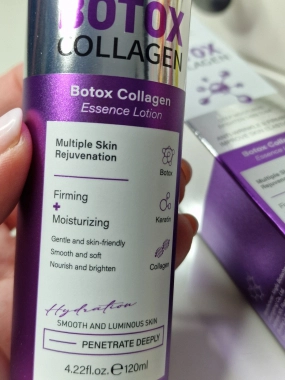 BOTOX
COLLAGEN
Botox Collagen
Essence Lotion
Multiple Skin
Rejuvenation
Firming
+
Moisturizing
Gentle and skin-friendly
Smooth and soft
Nourish and brighten
Botox
Keratin
Collagen
Hydration
SMOOTH AND LUMINOUS SKIN
PENETRATE DEEPLY
4.22fl.oz. ℮120ml